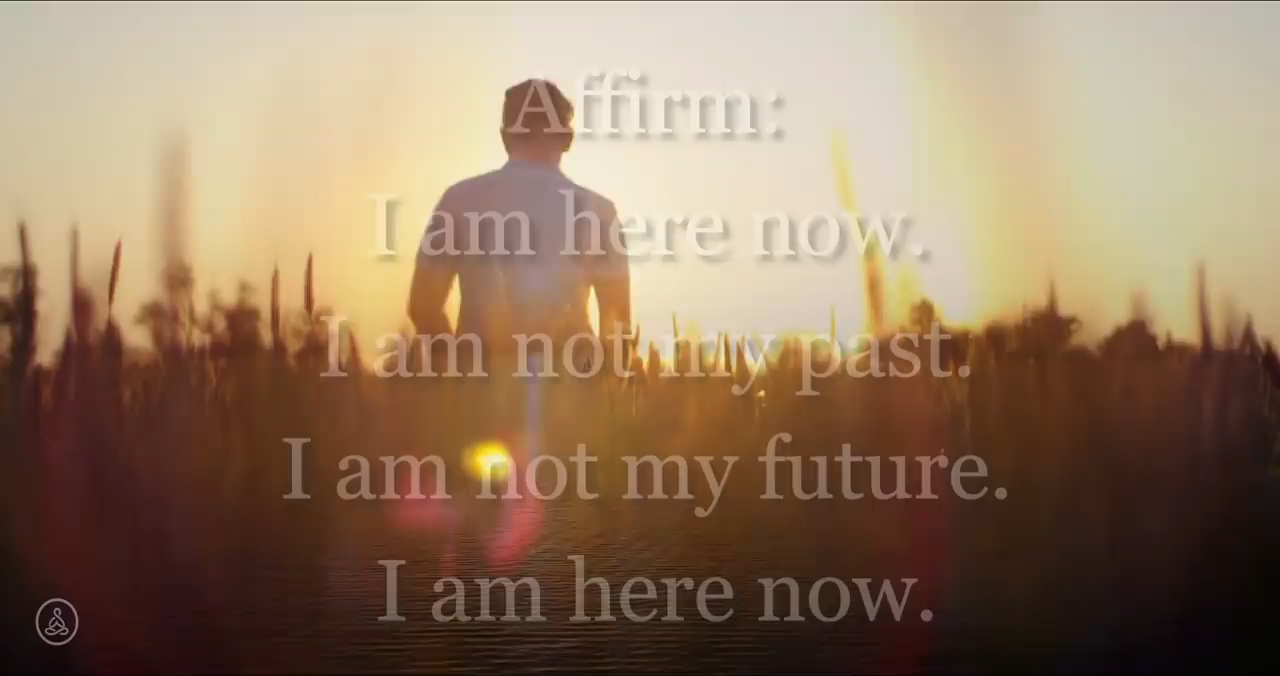 Affirm:
I am here now.
I am not my past.
I am not my future.
I am here now.